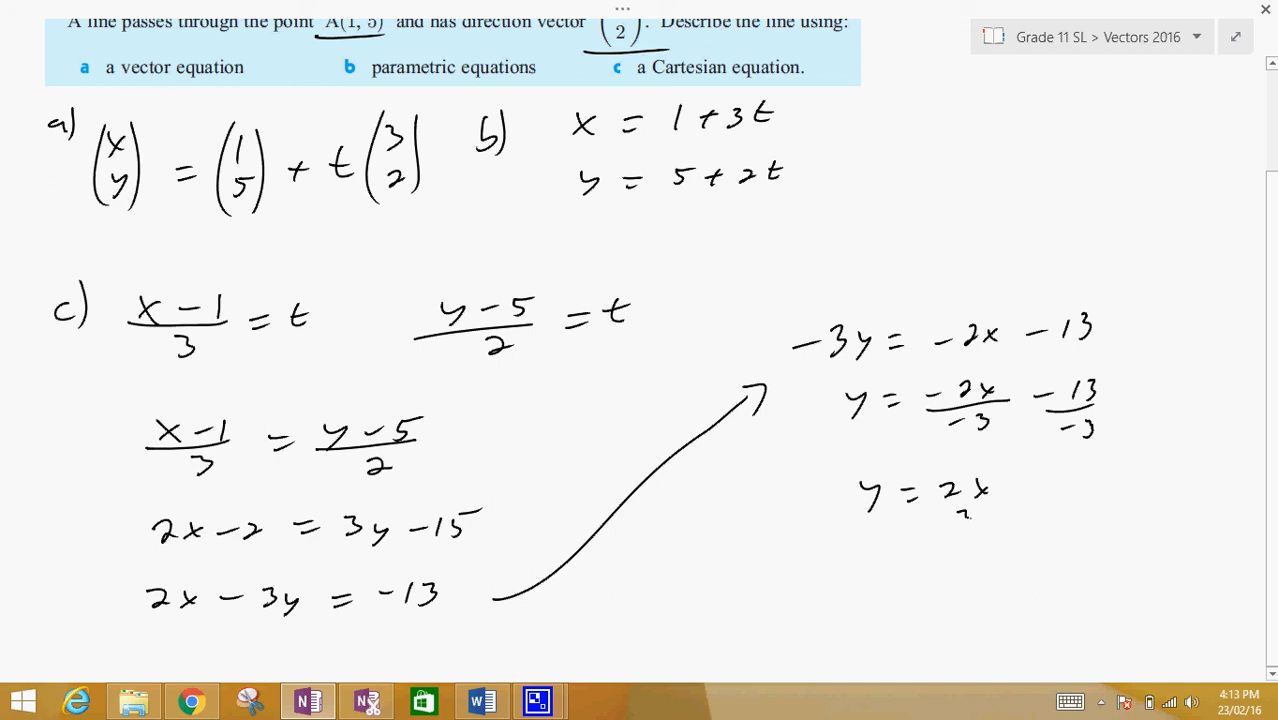 A line passes through the point A(1, 5) and has direction vector (2). Describe the line using:
a a vector equation b parametric equations c a Cartesian equation.
Grade 11 SL > Vectors 2016
a) (x y) = (1 5) + t (3 2)
b) x = 1 + 3t
y = 5 + 2t
c) x - 1 / 3 = t y - 5 / 2 = t
x - 1 / 3 = y - 5 / 2
2x - 2 = 3y - 15
2x - 3y = -13
-3y = -2x - 13
y = -2x / -3 - 13 / -3
y = 2x
4:13 PM
23/02/16